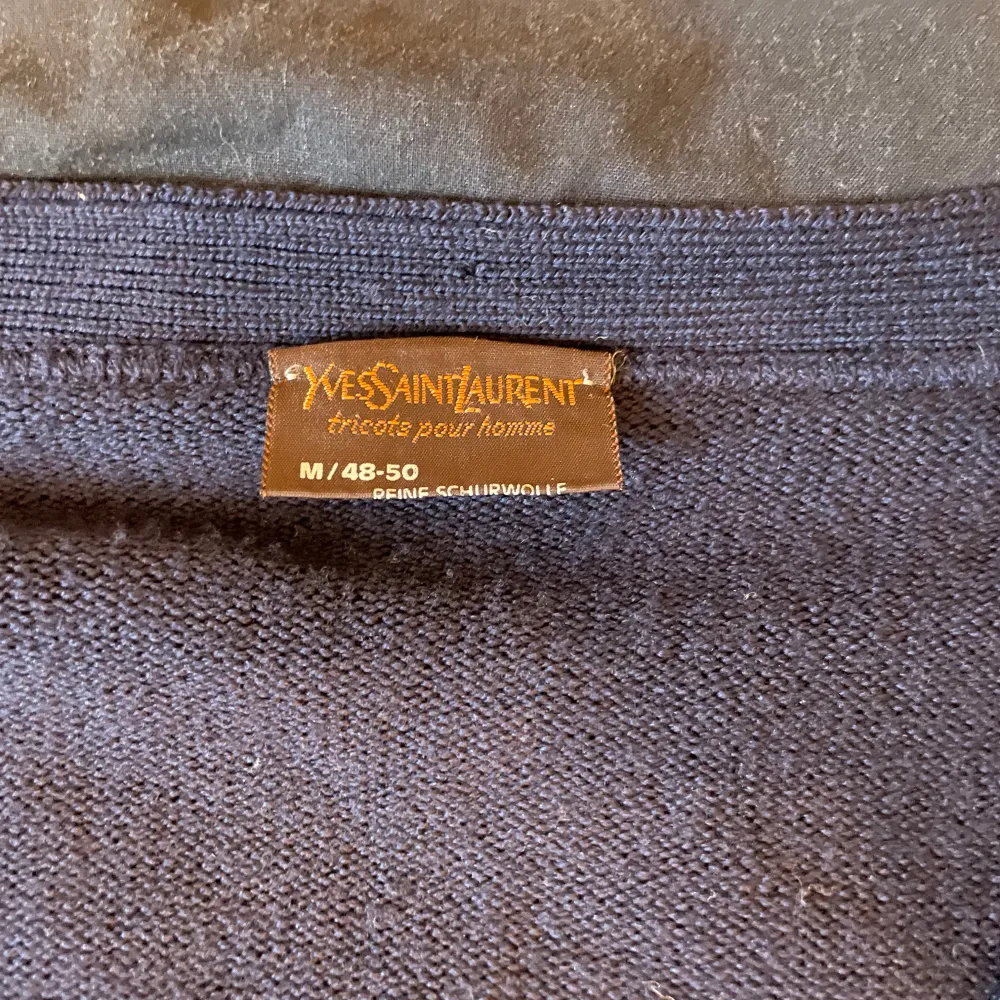 YVESSAINTLAURENT
tricots pour homme
M/48-50
REINE SCHURWOLLE